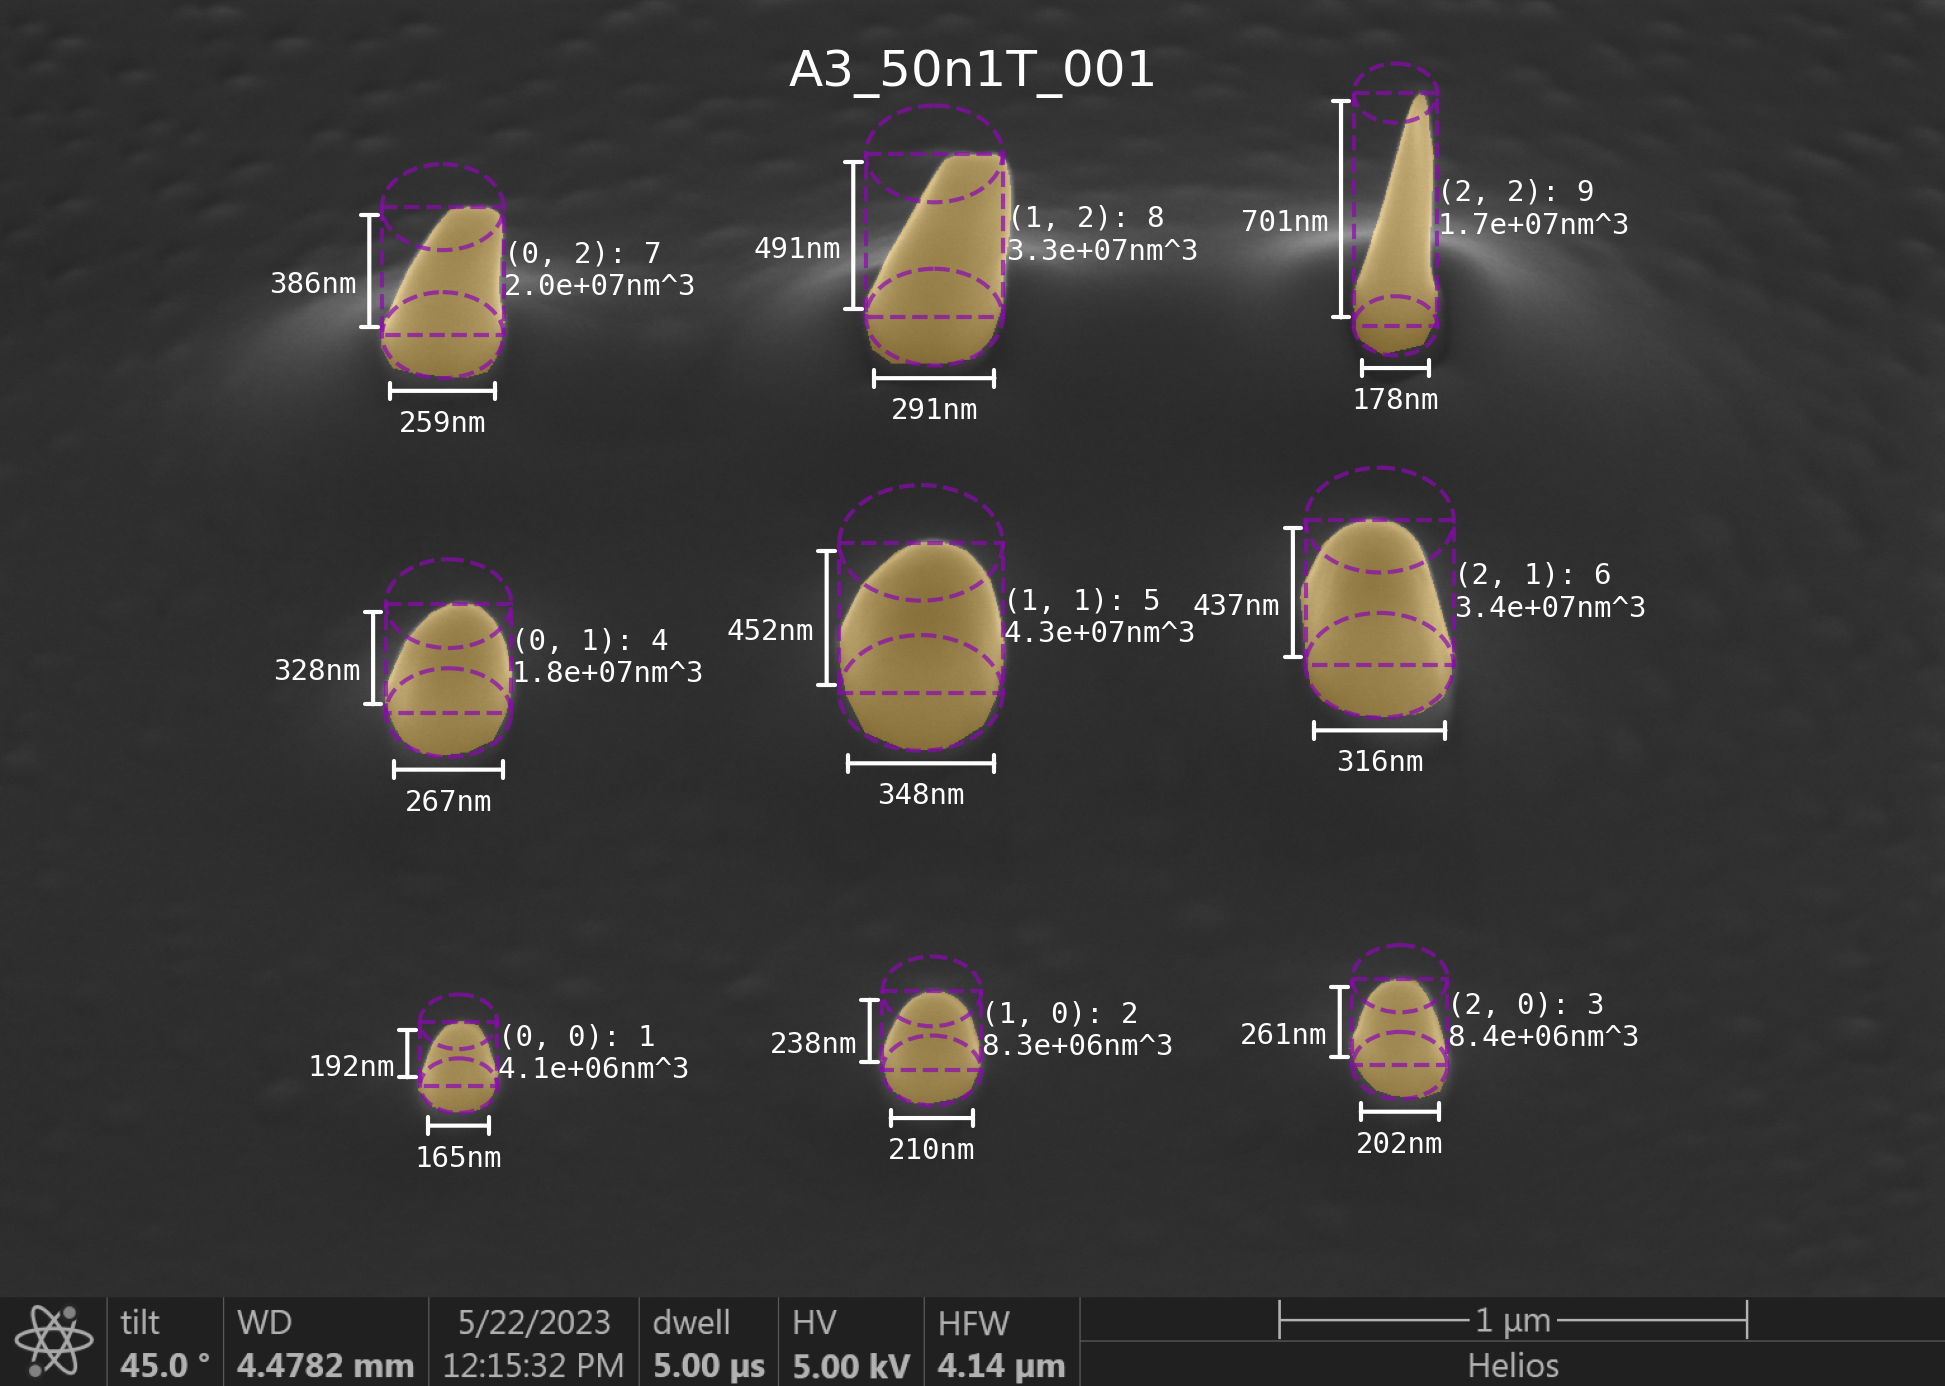 A3_50n1T_001
386nm
(0, 2): 7
2.0e+07nm^3
259nm
491nm
(1, 2): 8
3.3e+07nm^3
291nm
701nm
(2, 2): 9
1.7e+07nm^3
178nm
328nm
(0, 1): 4
1.8e+07nm^3
267nm
452nm
(1, 1): 5
4.3e+07nm^3
348nm
437nm
(2, 1): 6
3.4e+07nm^3
316nm
192nm
(0, 0): 1
4.1e+06nm^3
165nm
238nm
(1, 0): 2
8.3e+06nm^3
210nm
261nm
(2, 0): 3
8.4e+06nm^3
202nm
tilt
45.0 °
WD
4.4782 mm
5/22/2023
12:15:32 PM
dwell
5.00 µs
HV
5.00 kV
HFW
4.14 µm
1 µm
Helios